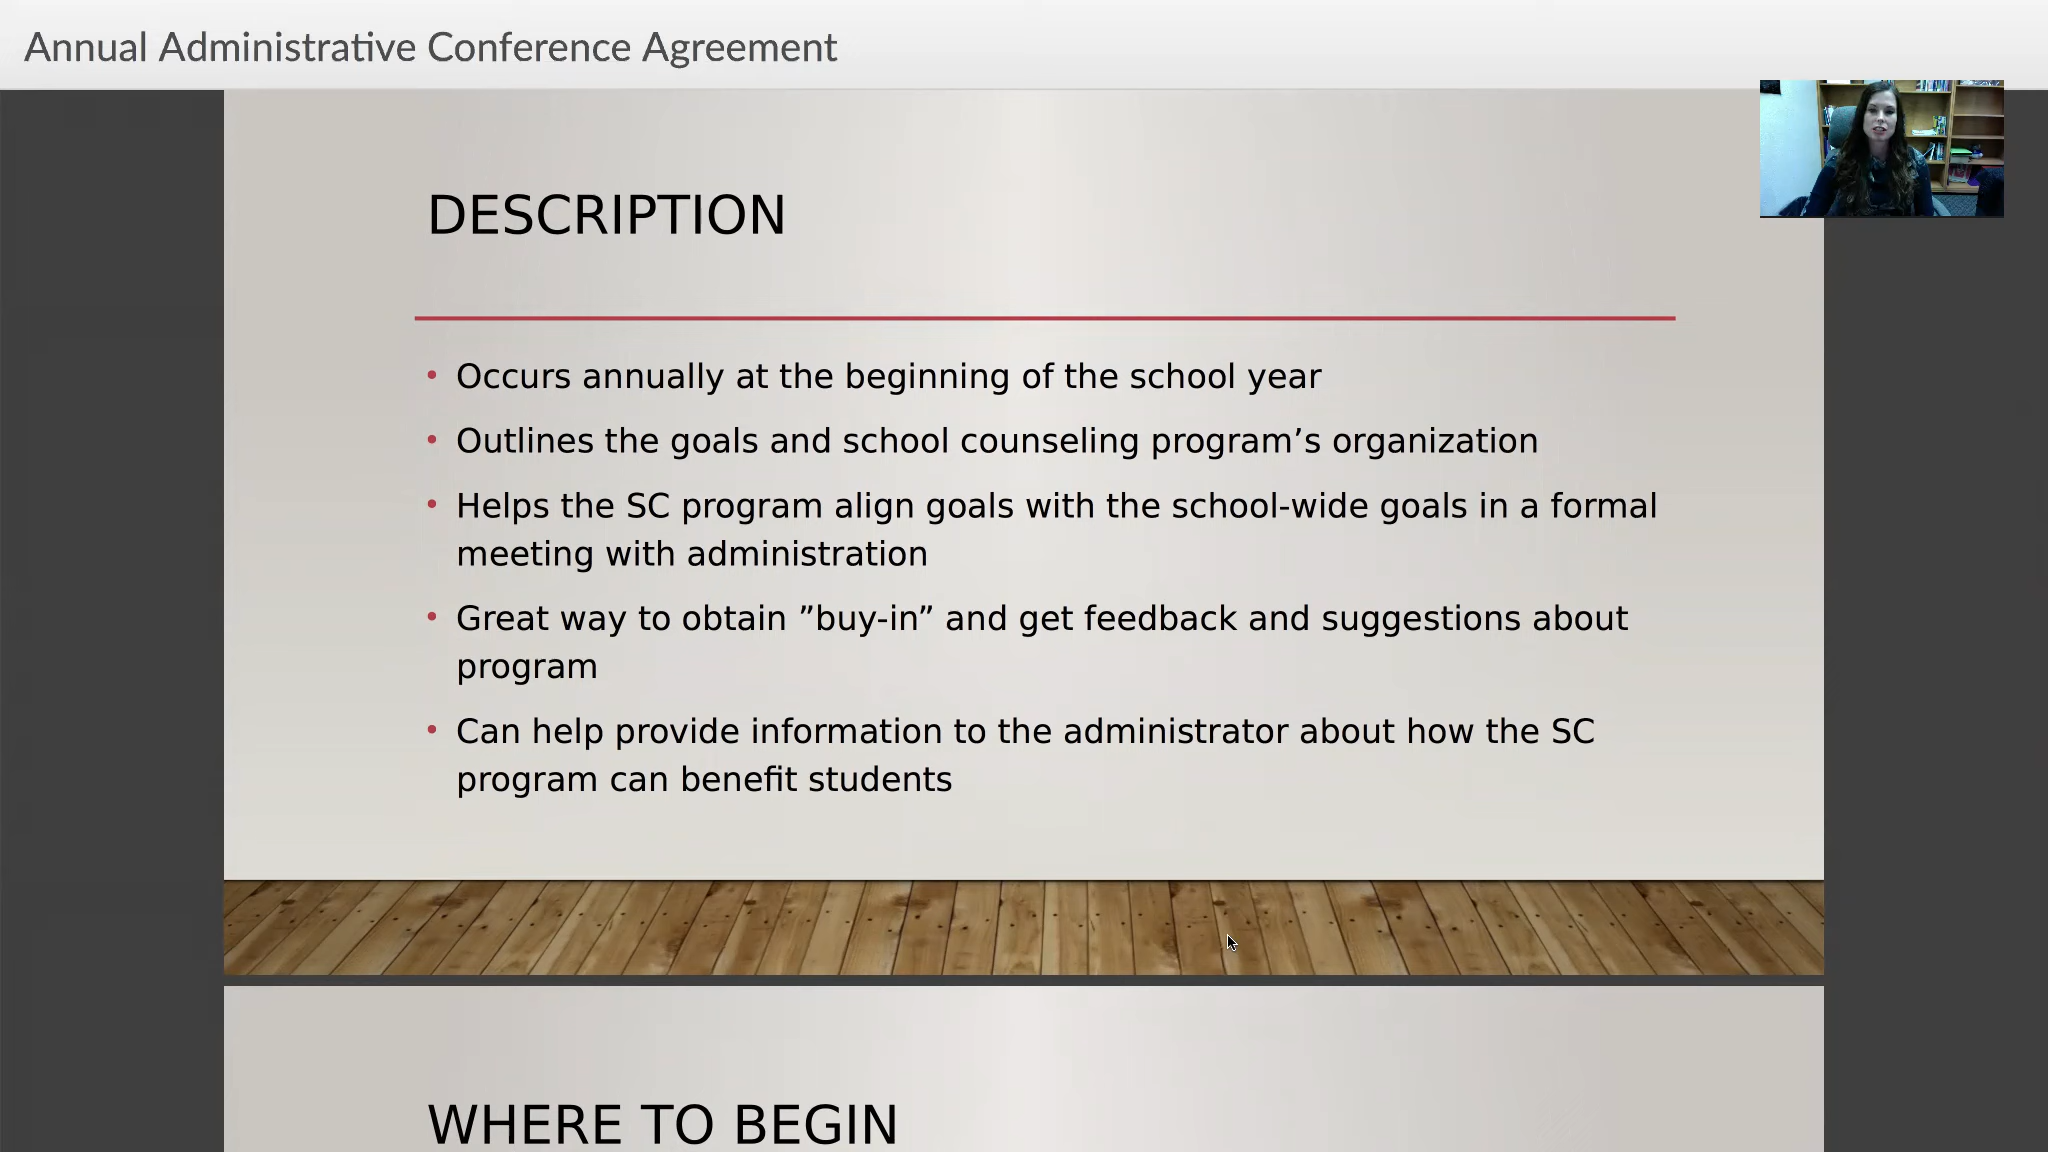 Annual Administrative Conference Agreement
DESCRIPTION
• Occurs annually at the beginning of the school year
• Outlines the goals and school counseling program’s organization
• Helps the SC program align goals with the school-wide goals in a formal
meeting with administration
• Great way to obtain ”buy-in” and get feedback and suggestions about
program
• Can help provide information to the administrator about how the SC
program can benefit students
WHERE TO BEGIN